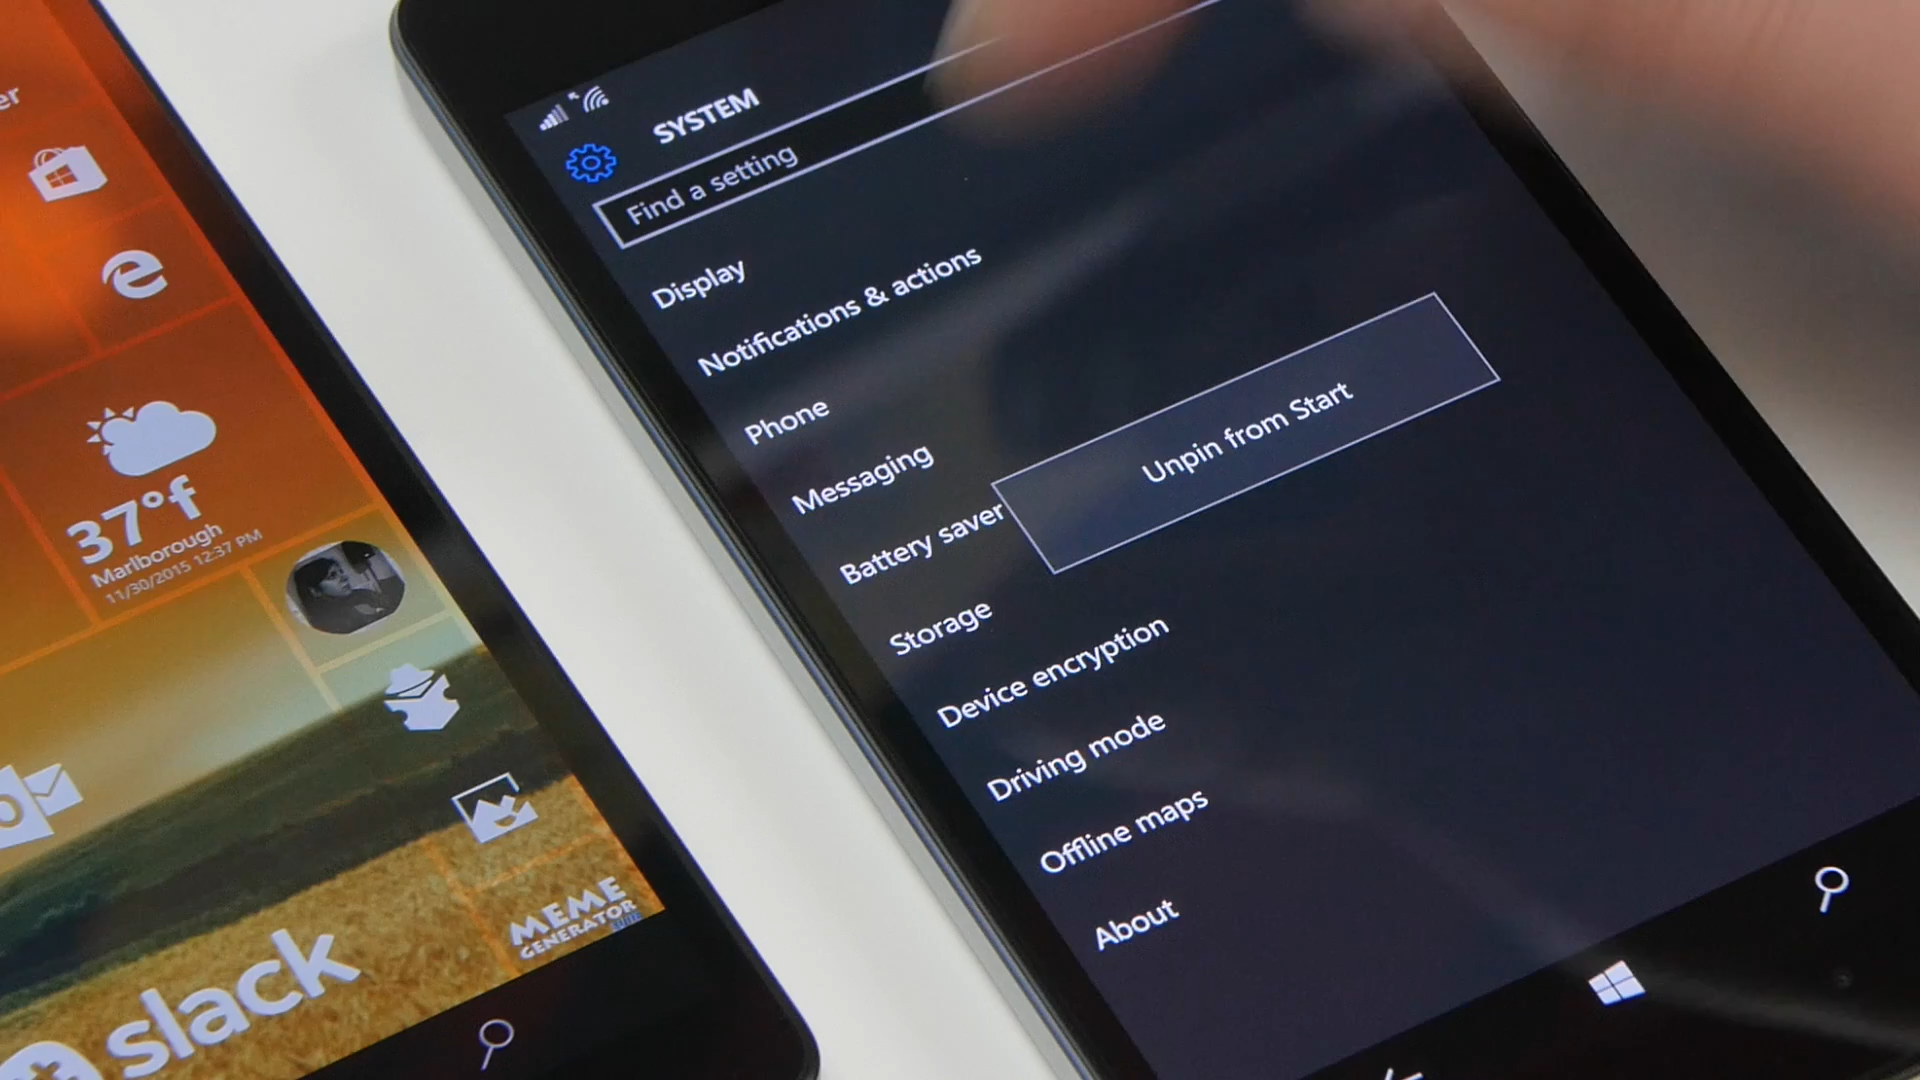 er
37°f
Marlborough
11/30/2015 12:37 PM
slack
MEME
GENERATOR
SYSTEM
Find a setting
Display
Notifications & actions
Phone
Messaging
Battery saver
Unpin from Start
Storage
Device encryption
Driving mode
Offline maps
About